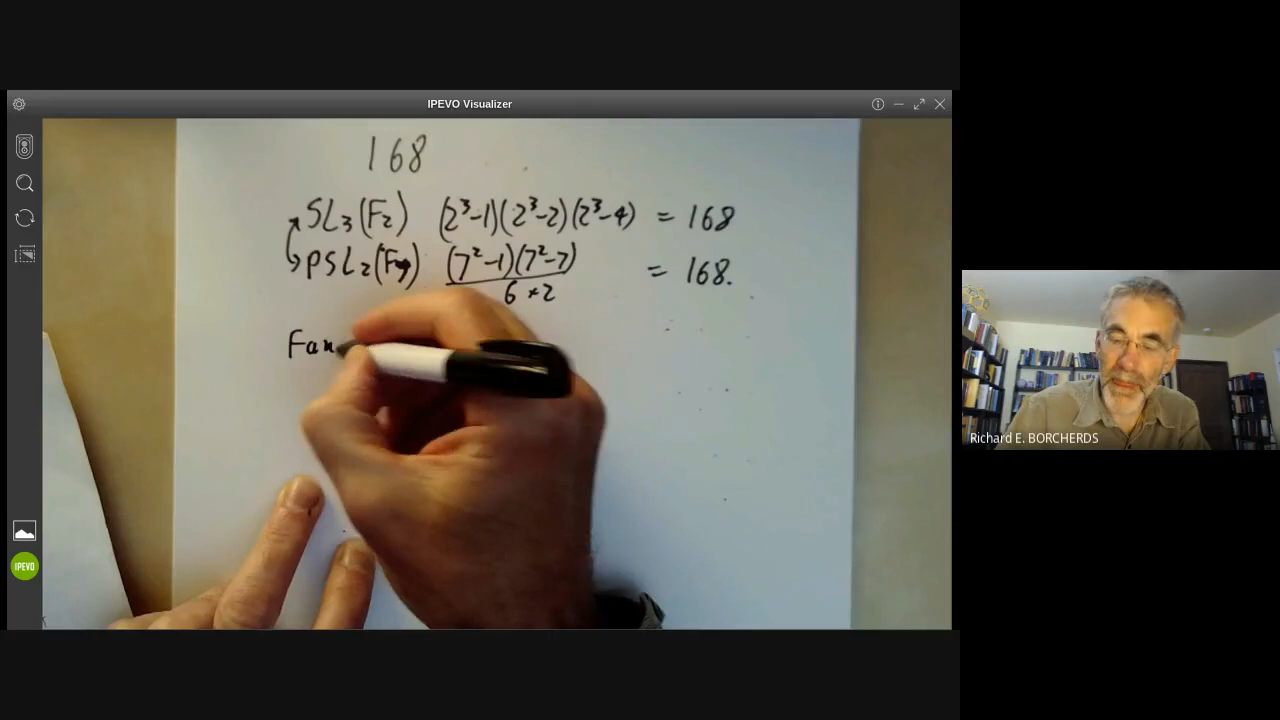 IPEVO Visualizer
168
SL₃(F₂) (2³-1)(2³-2)(2³-4) = 168
PSL₂(F₇) (7²-1)(7²-7) = 168.
6 × 2
Fan
IPEVO
Richard E. BORCHERDS